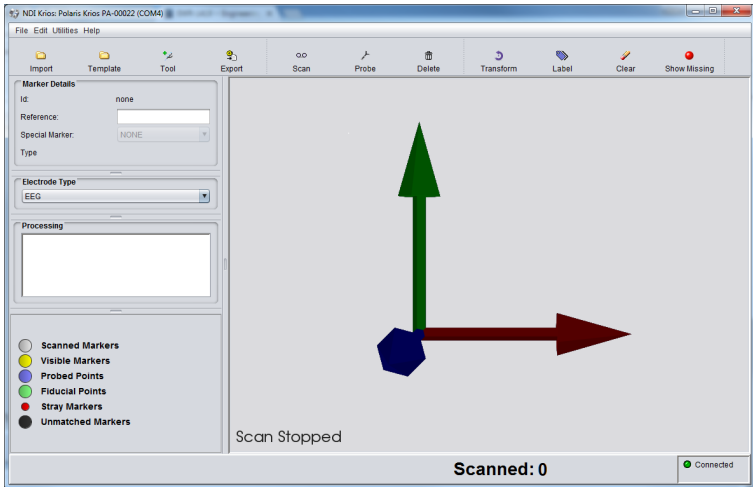 NDI Krios: Polaris Krios PA-00022 (COM4)
File Edit Utilities Help
Import Template Tool Export Scan Probe Delete Transform Label Clear Show Missing
Marker Details
Id: none
Reference:
Special Marker: NONE
Type
Electrode Type
EEG
Processing
Scanned Markers
Visible Markers
Probed Points
Fiducial Points
Stray Markers
Unmatched Markers
Scan Stopped
Scanned: 0
Connected